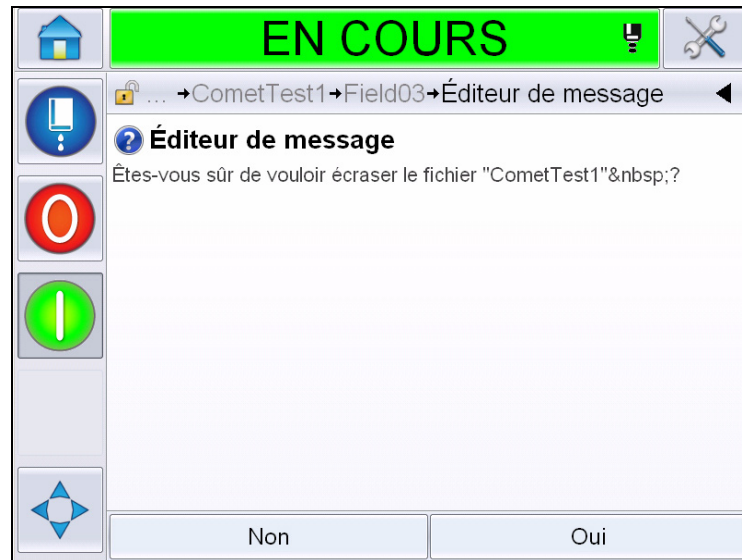 EN COURS
... →CometTest1→Field03→Éditeur de message
Éditeur de message
Êtes-vous sûr de vouloir écraser le fichier "CometTest1"&nbsp;?
Non
Oui